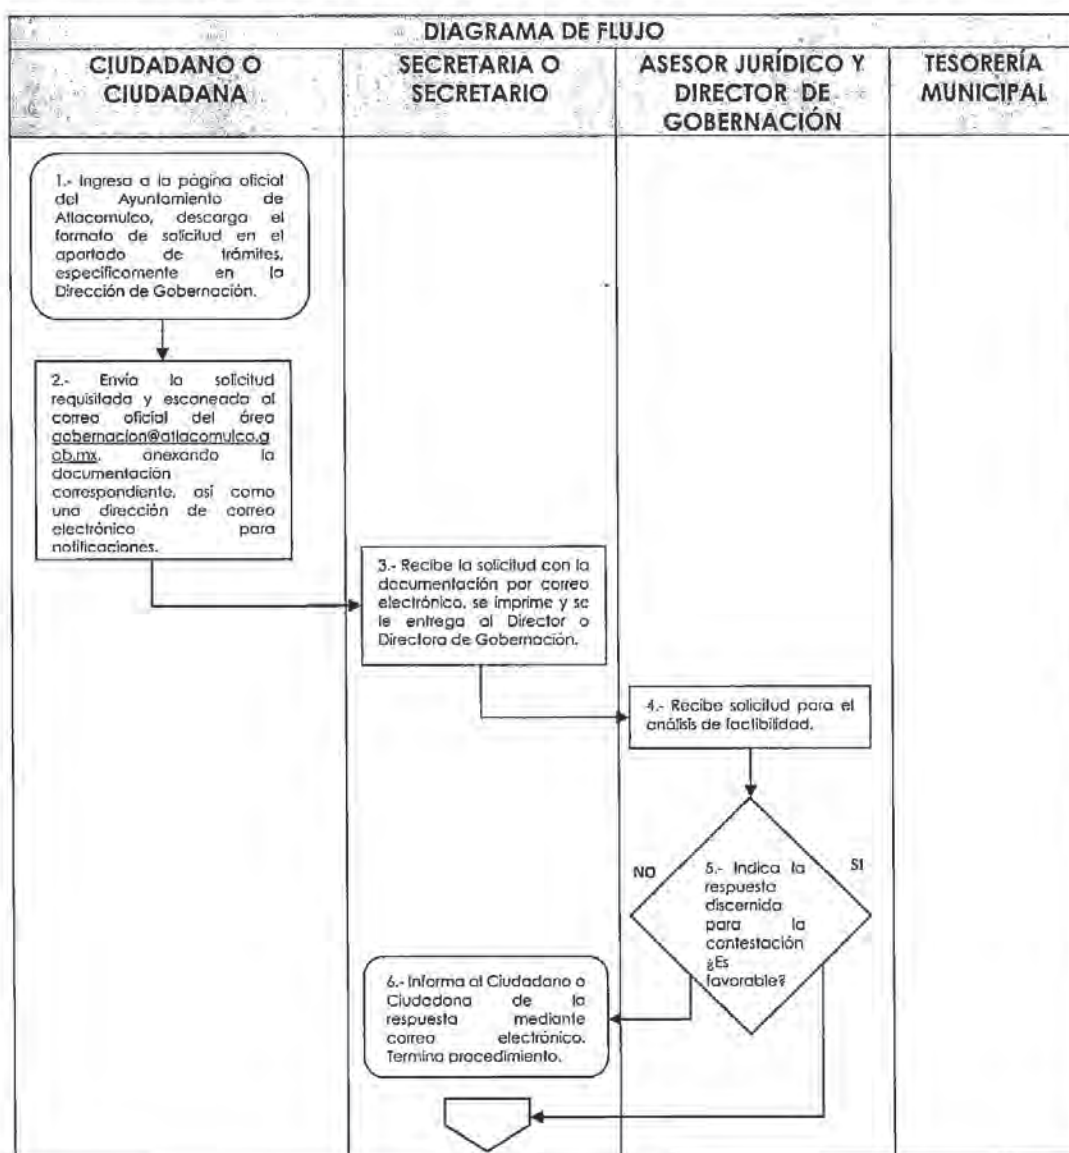 DIAGRAMA DE FLUJO
CIUDADANO O
CIUDADANA
SECRETARIA O
SECRETARIO
ASESOR JURÍDICO Y
DIRECTOR DE
GOBERNACIÓN
TESORERÍA
MUNICIPAL
1.- Ingresa a la página oficial
del Ayuntamiento de
Atlacomulco, descarga el
formato de solicitud en el
apartado de trámites,
específicamente en la
Dirección de Gobernación.
2.- Envía la solicitud
requisitada y escaneada al
correo oficial del área
gobernacion@atlacomulco.g
ob.mx, anexando la
documentación
correspondiente, así como
una dirección de correo
electrónico para
notificaciones.
3.- Recibe la solicitud con la
documentación por correo
electrónico, se imprime y se
le entrega al Director o
Directora de Gobernación.
4.- Recibe solicitud para el
análisis de factibilidad.
NO
SI
5.- Indica la
respuesta
discernida
para la
contestación
¿Es
favorable?
6.- Informa al Ciudadano o
Ciudadana de la
respuesta mediante
correo electrónico.
Termina procedimiento.